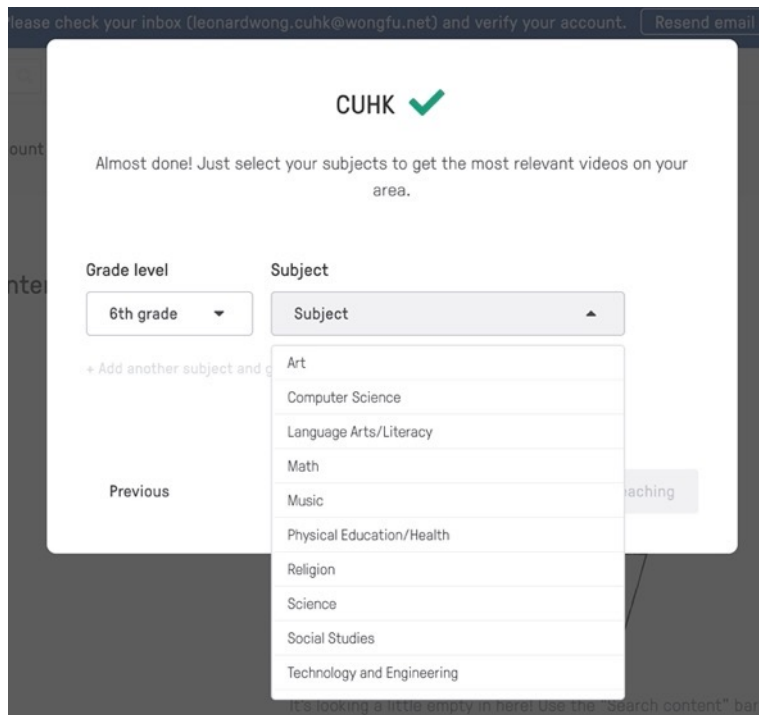 Please check your inbox (leonardwong.cuhk@wongfu.net) and verify your account. Resend email
CUHK
ount
Almost done! Just select your subjects to get the most relevant videos on your
area.
Grade level Subject
nte
6th grade Subject
+ Add another subject and g
Art
Computer Science
Language Arts/Literacy
Math
Previous
aching
Music
Physical Education/Health
Religion
Science
Social Studies
Technology and Engineering
It's looking a little empty in here! Use the "Search content" bar